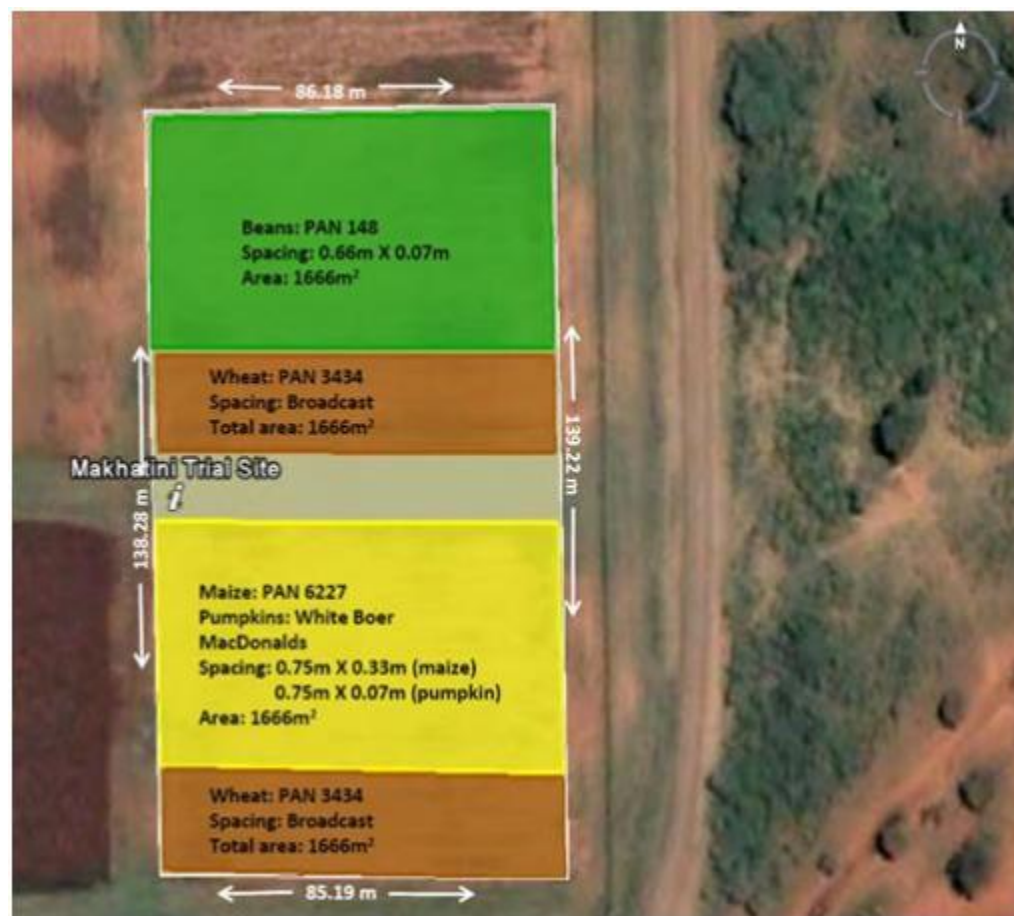 N
86.18 m
Beans: PAN 148
Spacing: 0.66m X 0.07m
Area: 1666m²
Wheat: PAN 3434
Spacing: Broadcast
Total area: 1666m²
Makhatini Trial Site
i
138.28 m
139.22 m
Maize: PAN 6227
Pumpkins: White Boer
MacDonalds
Spacing: 0.75m X 0.33m (maize)
0.75m X 0.07m (pumpkin)
Area: 1666m²
Wheat: PAN 3434
Spacing: Broadcast
Total area: 1666m²
85.19 m